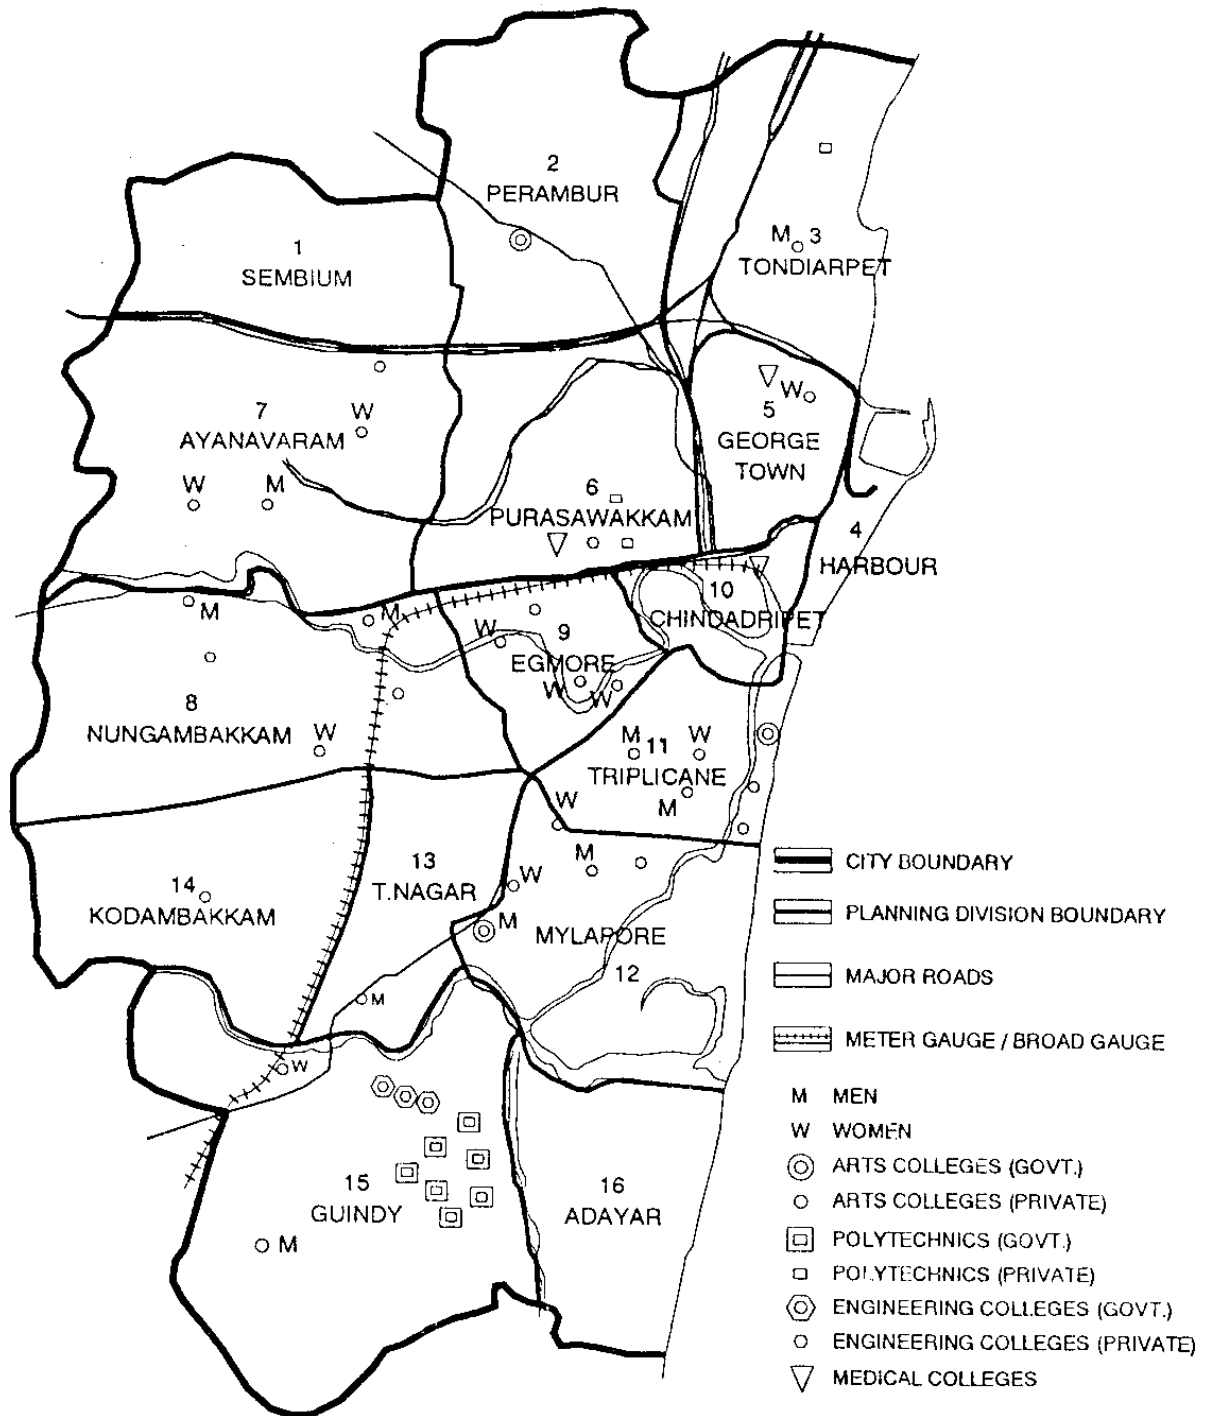 2
PERAMBUR
1
SEMBIUM
M
3
TONDIARPET
W
5
GEORGE
TOWN
7
AYANAVARAM
W
W
M
6
PURASAWAKKAM
4
HARBOUR
10
CHINDADRIPET
M
M
W
9
EGMORE
W
W
8
NUNGAMBAKKAM
W
M
W
11
TRIPLICANE
M
W
M
13
T.NAGAR
W
14
KODAMBAKKAM
M
MYLAPORE
12
M
W
15
GUINDY
16
ADAYAR
M
CITY BOUNDARY
PLANNING DIVISION BOUNDARY
MAJOR ROADS
METER GAUGE / BROAD GAUGE
M MEN
W WOMEN
ARTS COLLEGES (GOVT.)
ARTS COLLEGES (PRIVATE)
POLYTECHNICS (GOVT.)
POLYTECHNICS (PRIVATE)
ENGINEERING COLLEGES (GOVT.)
ENGINEERING COLLEGES (PRIVATE)
MEDICAL COLLEGES